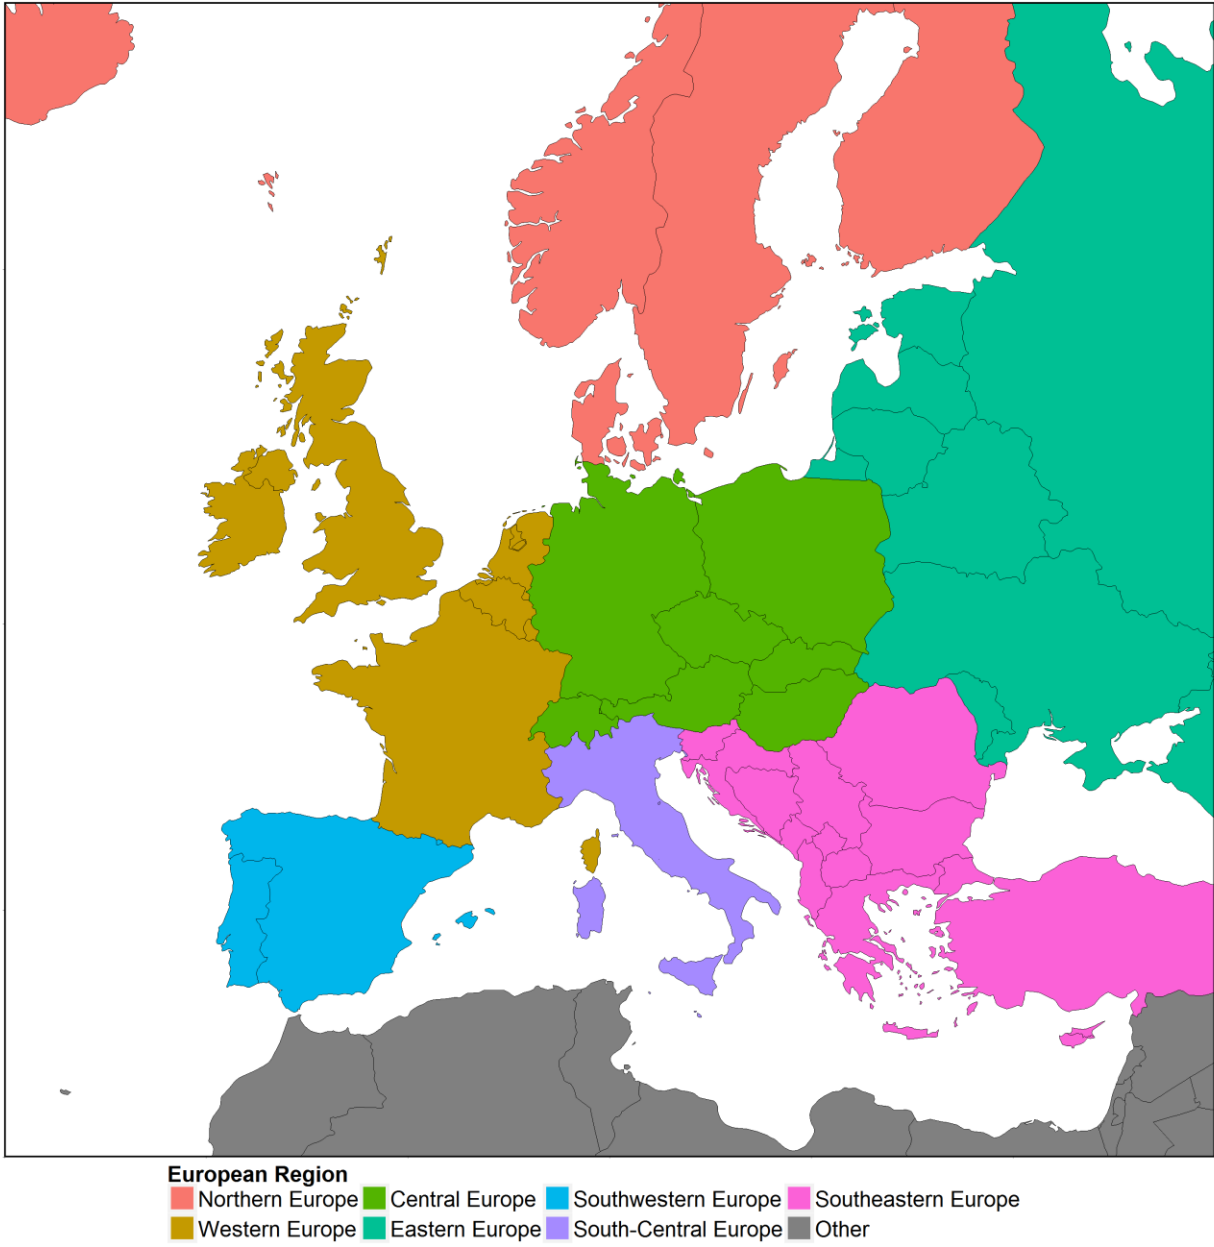 European Region
Northern Europe Central Europe Southwestern Europe Southeastern Europe
Western Europe Eastern Europe South-Central Europe Other